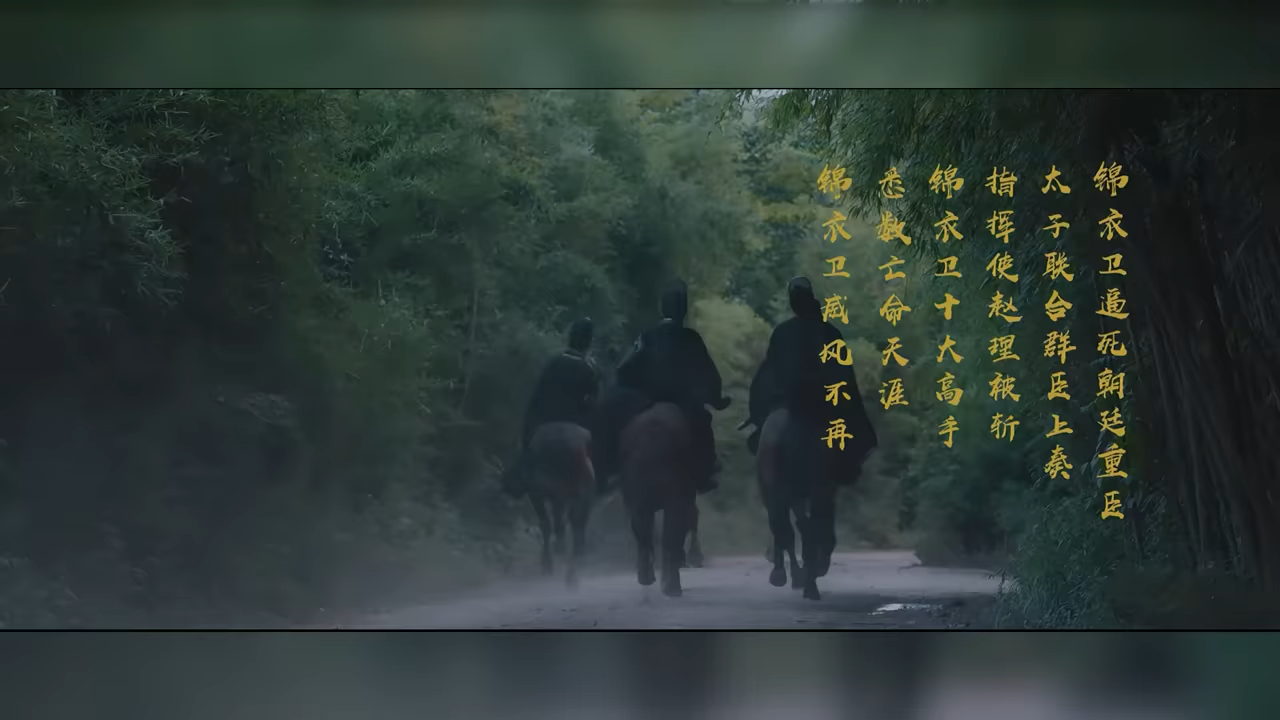 锦衣卫逼死朝廷重臣
太子联合群臣上奏
指挥使赵理被斩
锦衣卫十大高手
悉数亡命天涯
锦衣卫威风不再